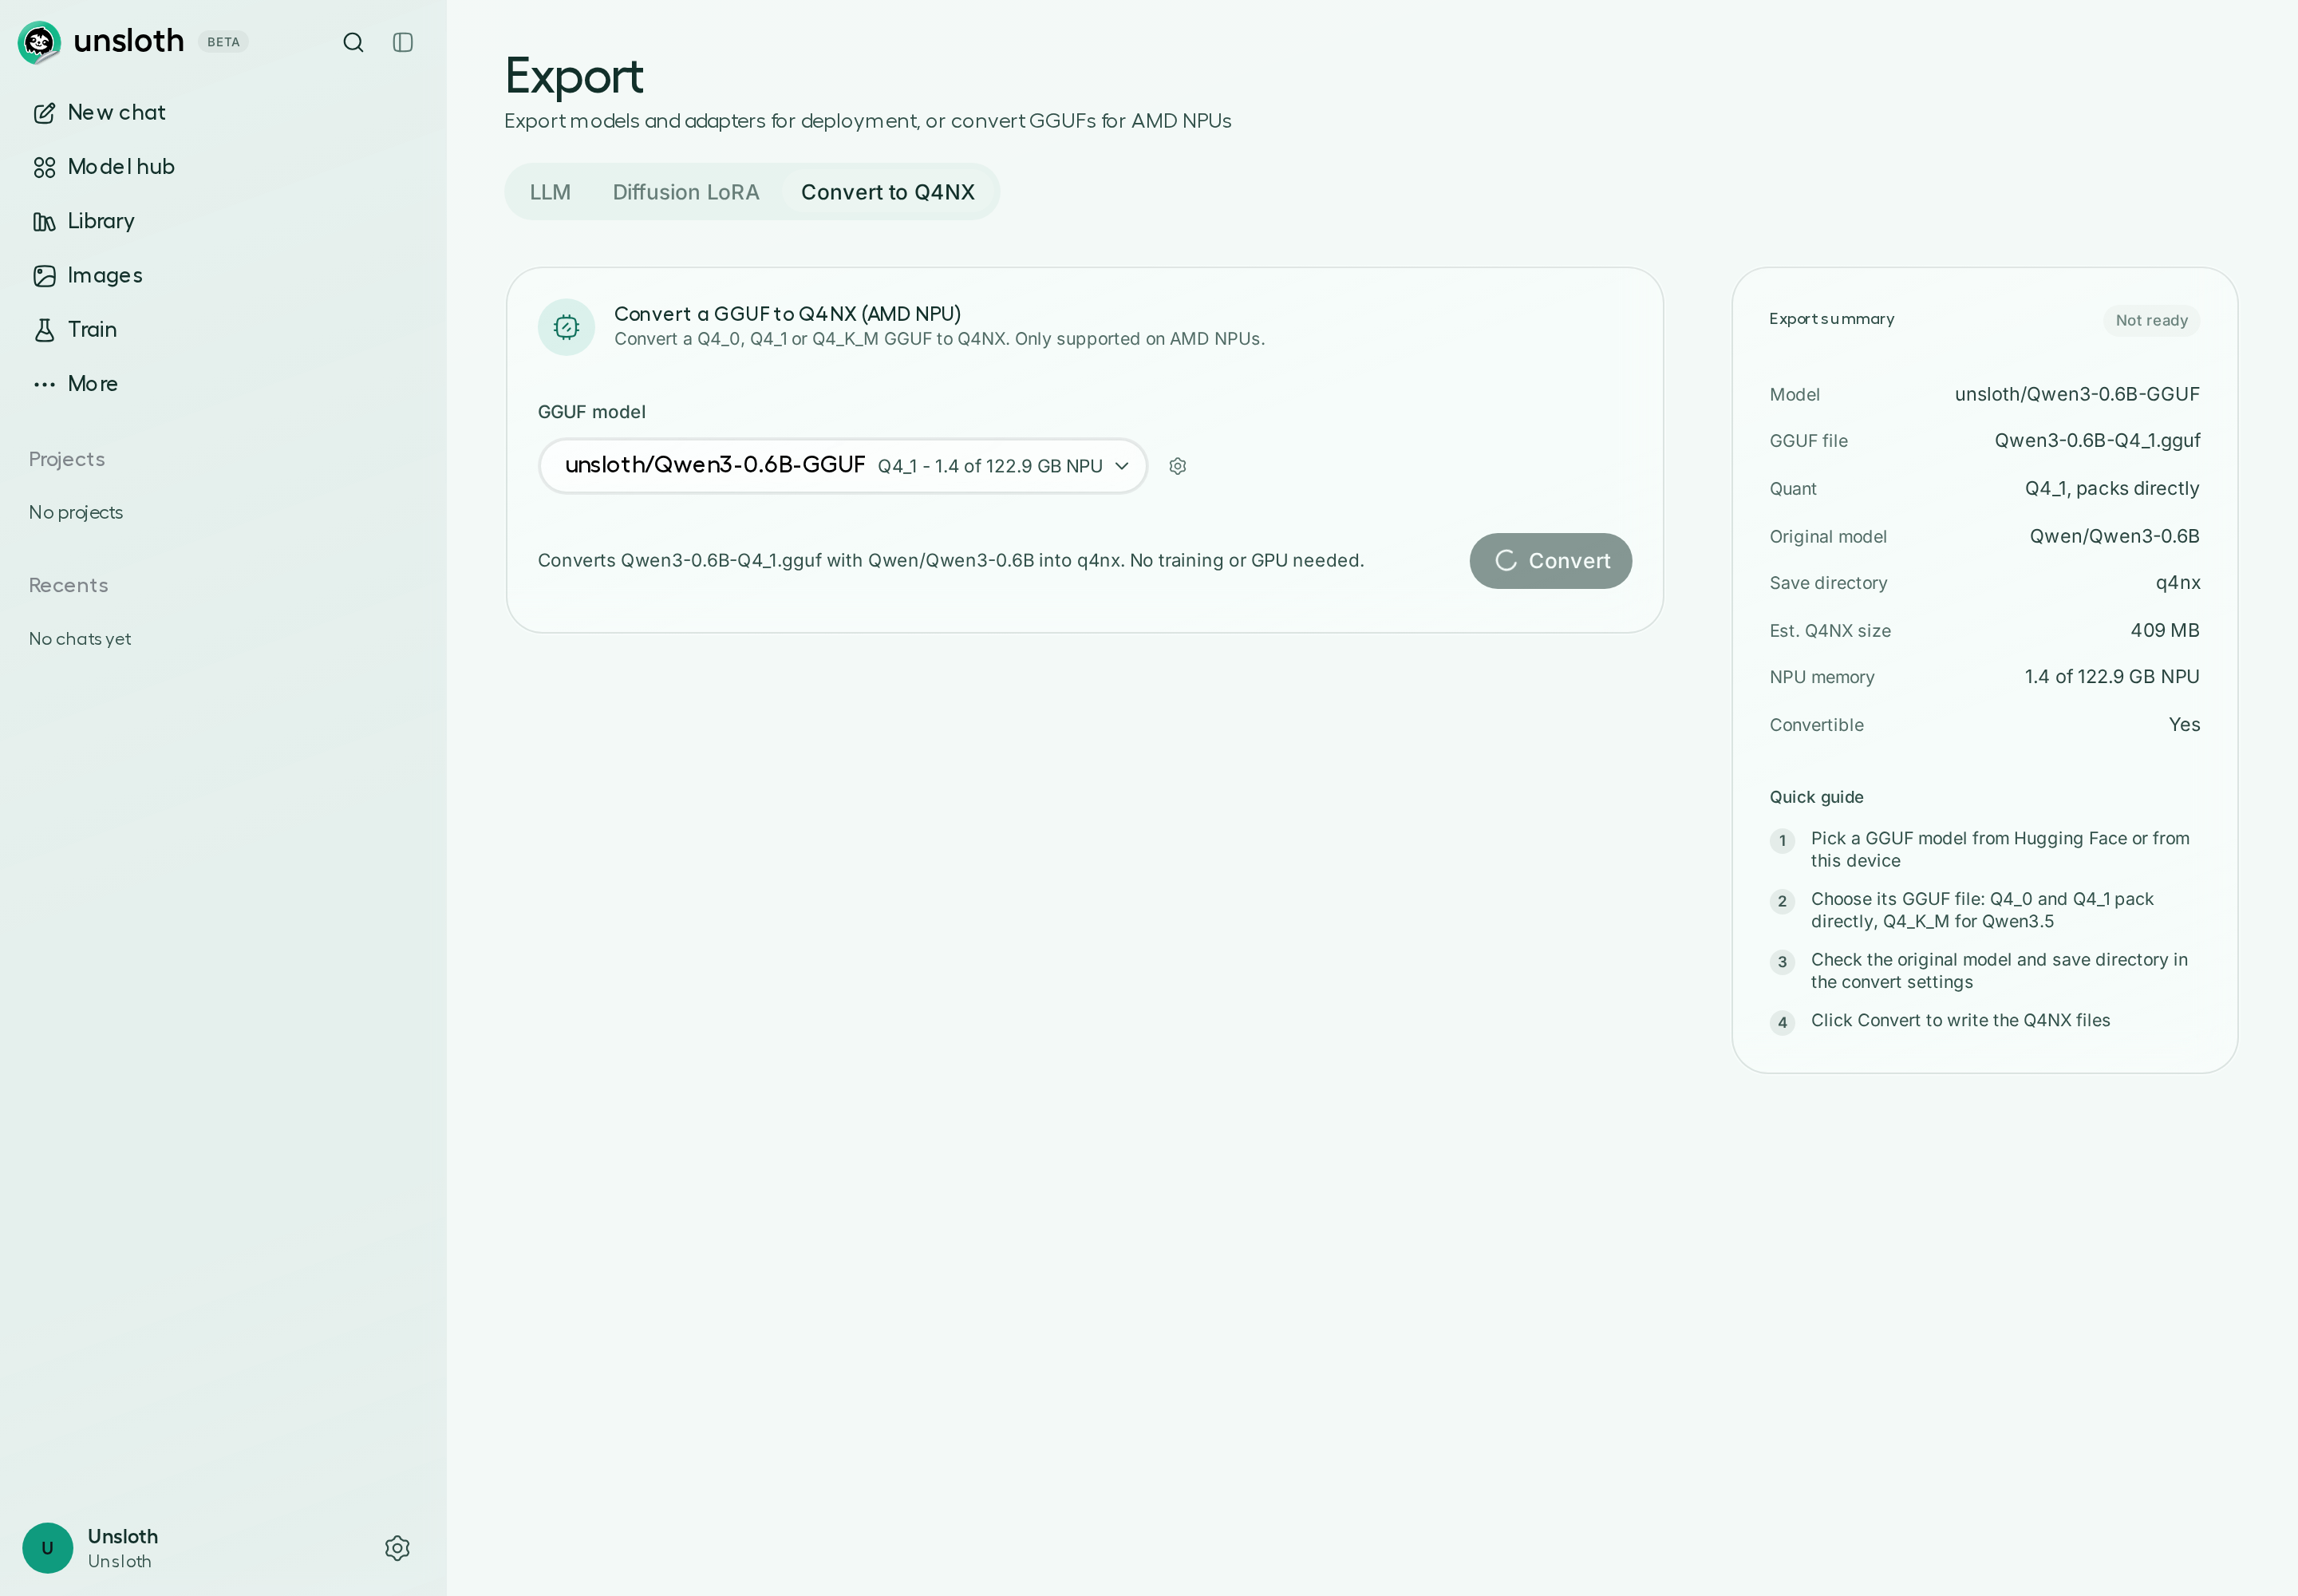 unsloth BETA
New chat
Model hub
Library
Images
Train
More
Projects
No projects
Recents
No chats yet
U
Unsloth
Unsloth
Export
Export models and adapters for deployment, or convert GGUFs for AMD NPUs
LLM Diffusion LoRA Convert to Q4NX
Convert a GGUF to Q4NX (AMD NPU)
Convert a Q4_0, Q4_1 or Q4_K_M GGUF to Q4NX. Only supported on AMD NPUs.
GGUF model
unsloth/Qwen3-0.6B-GGUF Q4_1 - 1.4 of 122.9 GB NPU
Converts Qwen3-0.6B-Q4_1.gguf with Qwen/Qwen3-0.6B into q4nx. No training or GPU needed.
Convert
Export summary Not ready
Model unsloth/Qwen3-0.6B-GGUF
GGUF file Qwen3-0.6B-Q4_1.gguf
Quant Q4_1, packs directly
Original model Qwen/Qwen3-0.6B
Save directory q4nx
Est. Q4NX size 409 MB
NPU memory 1.4 of 122.9 GB NPU
Convertible Yes
Quick guide
1 Pick a GGUF model from Hugging Face or from
this device
2 Choose its GGUF file: Q4_0 and Q4_1 pack
directly, Q4_K_M for Qwen3.5
3 Check the original model and save directory in
the convert settings
4 Click Convert to write the Q4NX files